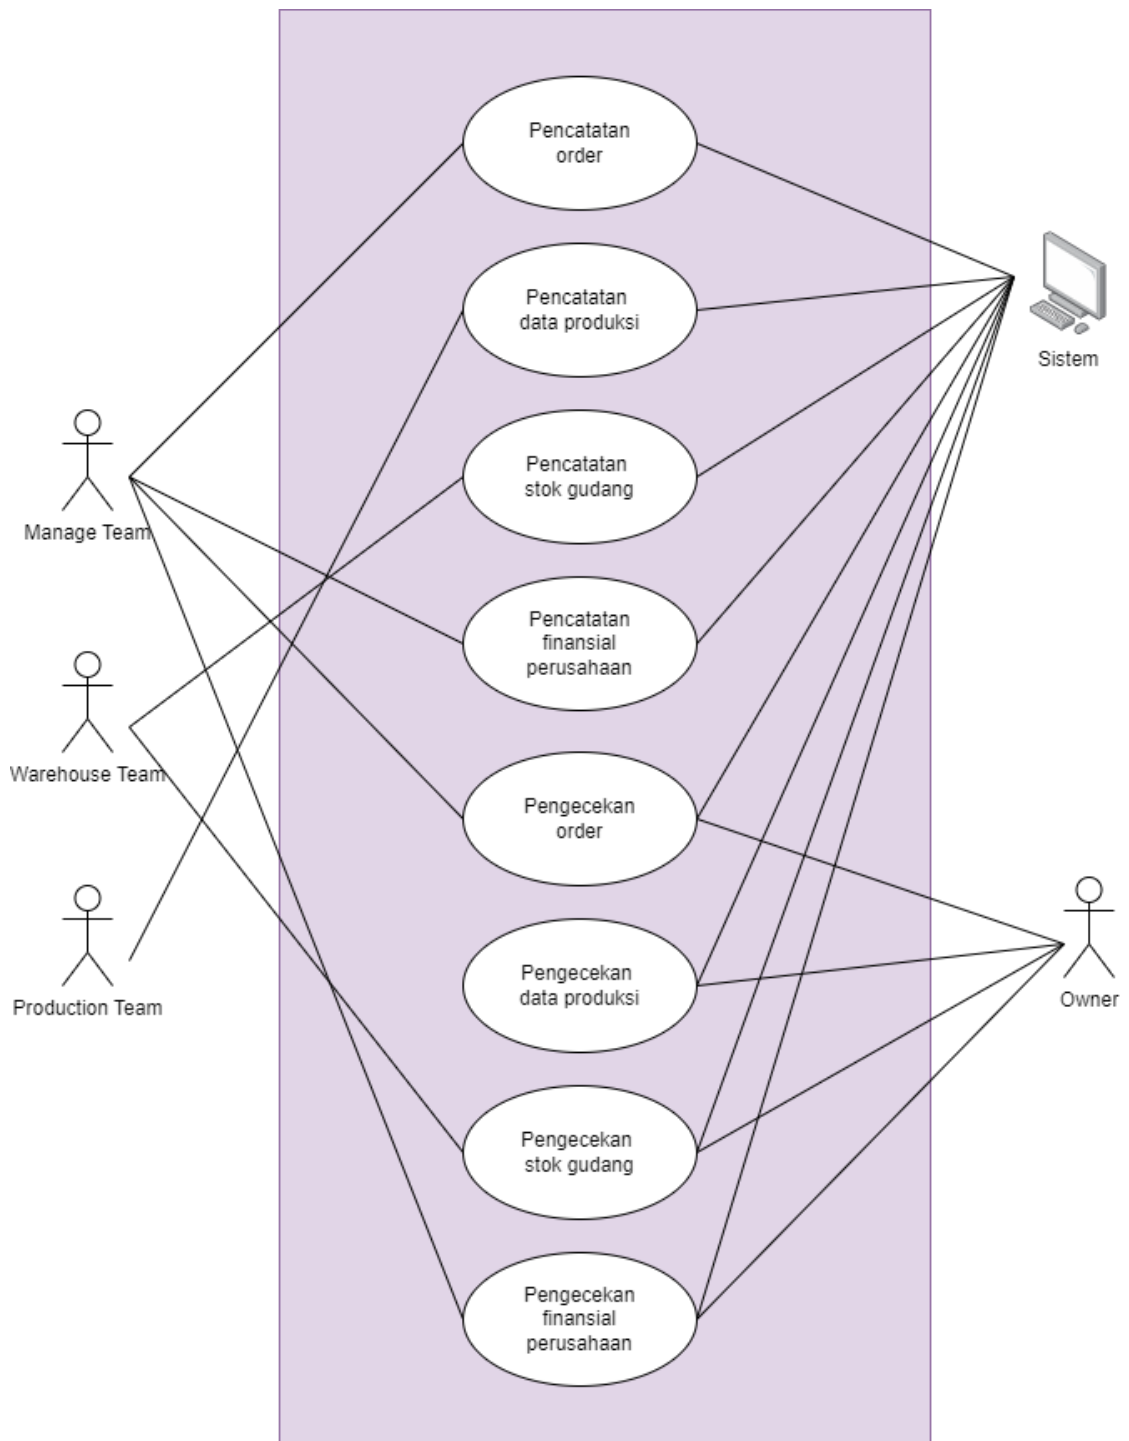 Pencatatan
order
Pencatatan
data produksi
Sistem
Pencatatan
stok gudang
Manage Team
Pencatatan
finansial
perusahaan
Warehouse Team
Pengecekan
order
Pengecekan
data produksi
Production Team
Owner
Pengecekan
stok gudang
Pengecekan
finansial
perusahaan